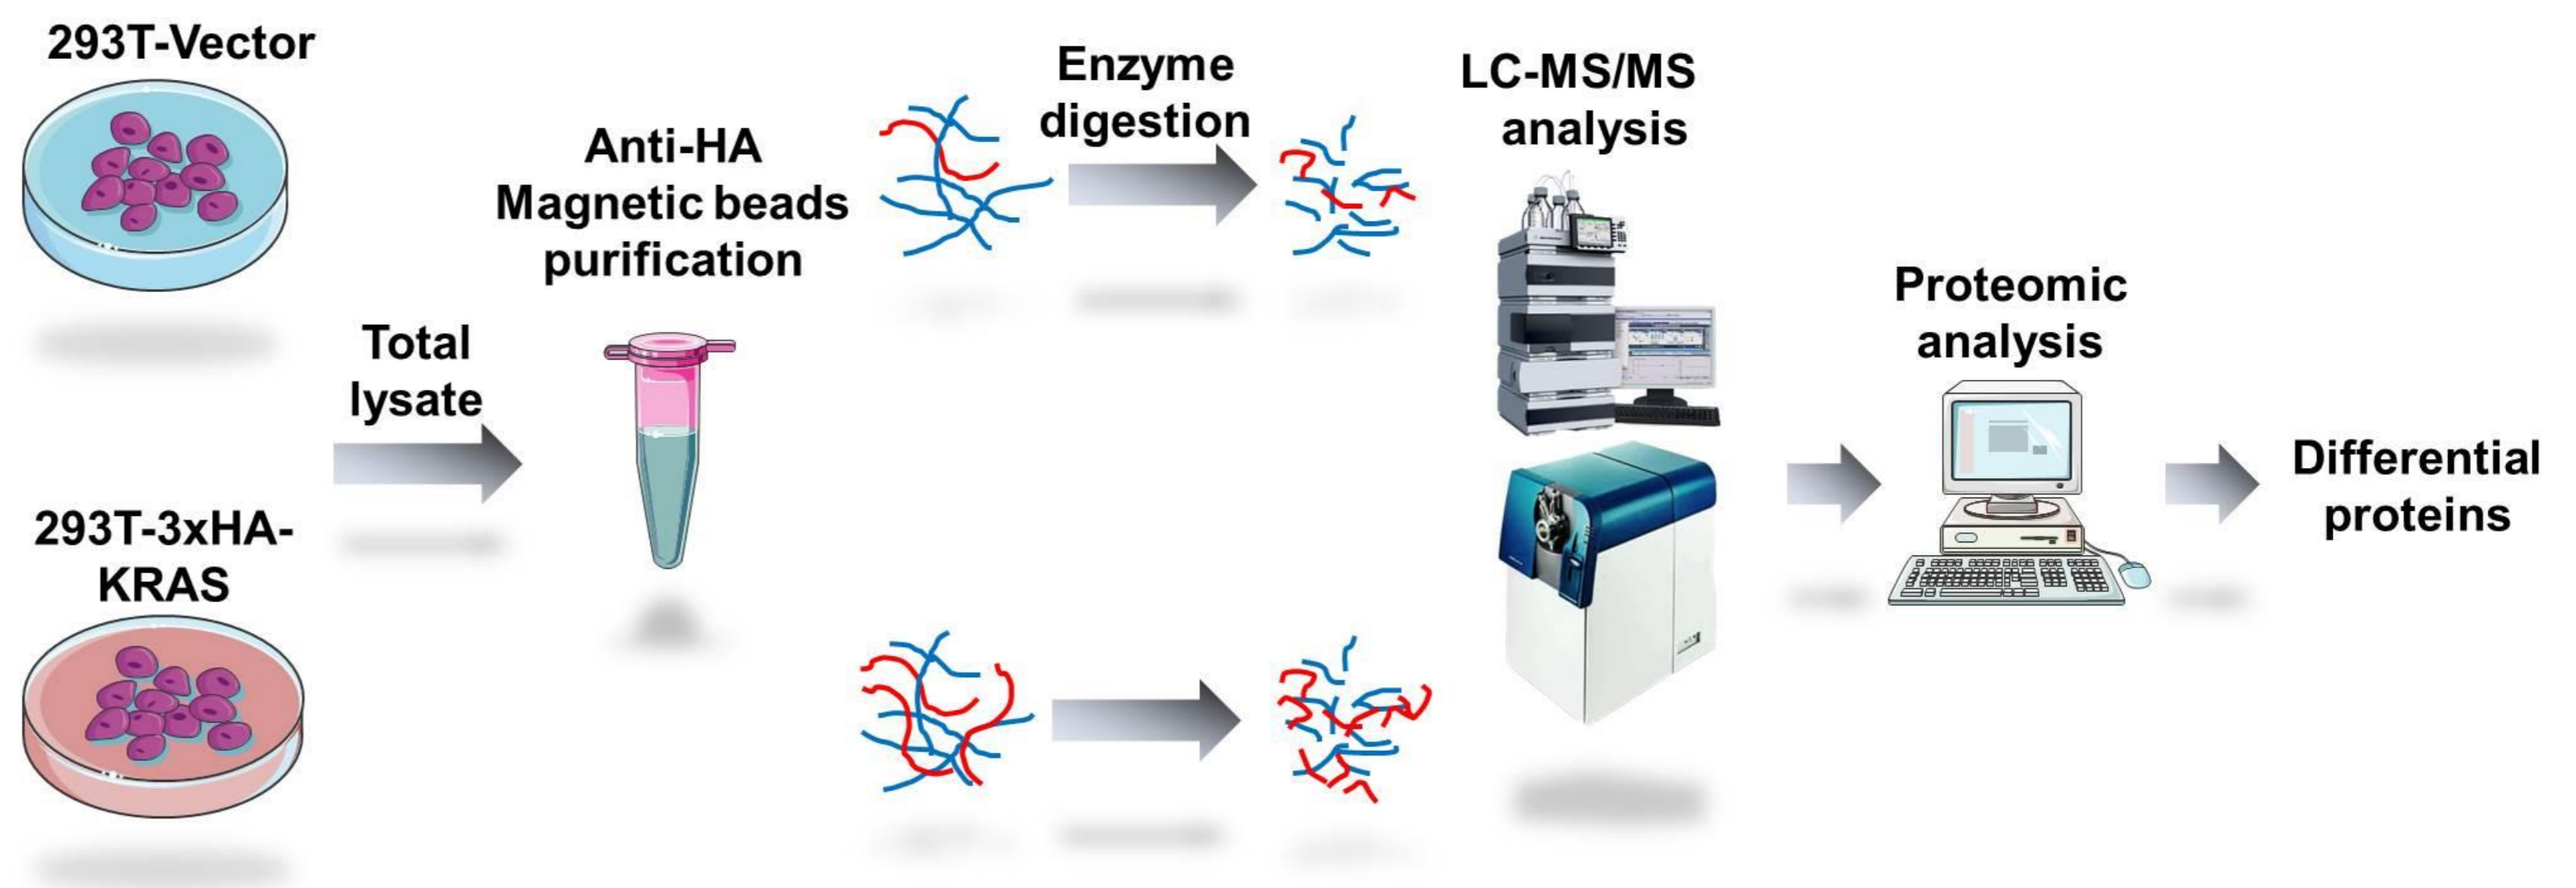 293T-Vector
293T-3xHA-
KRAS
Total
lysate
Anti-HA
Magnetic beads
purification
Enzyme
digestion
LC-MS/MS
analysis
Proteomic
analysis
Differential
proteins